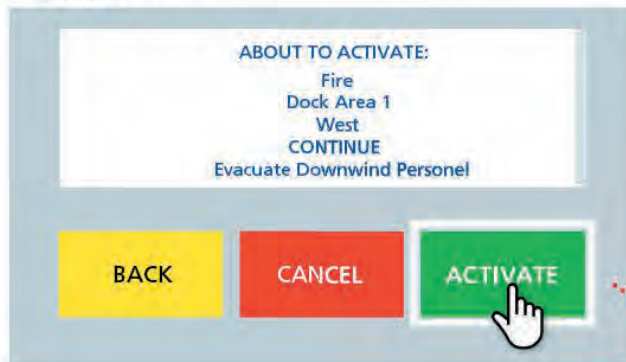 ABOUT TO ACTIVATE:
Fire
Dock Area 1
West
CONTINUE
Evacuate Downwind Personel
BACK
CANCEL
ACTIVATE